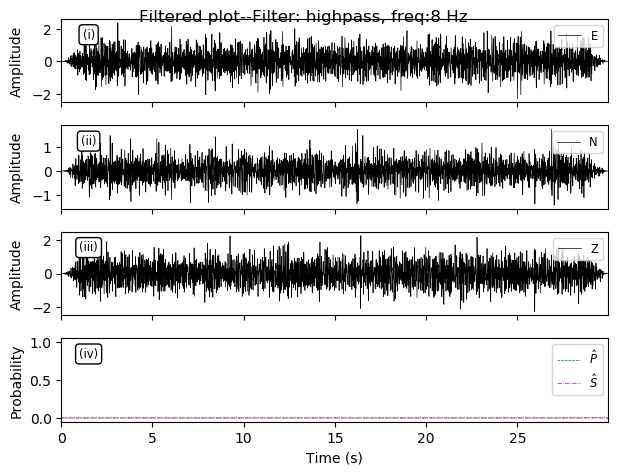 Filtered plot--Filter: highpass, freq:8 Hz
Amplitude
2
0
−2
(i)
E
Amplitude
1
0
−1
(ii)
N
Amplitude
2
0
−2
(iii)
Z
Probability
1.0
0.5
0.0
(iv)
P̂
Ŝ
0 5 10 15 20 25
Time (s)